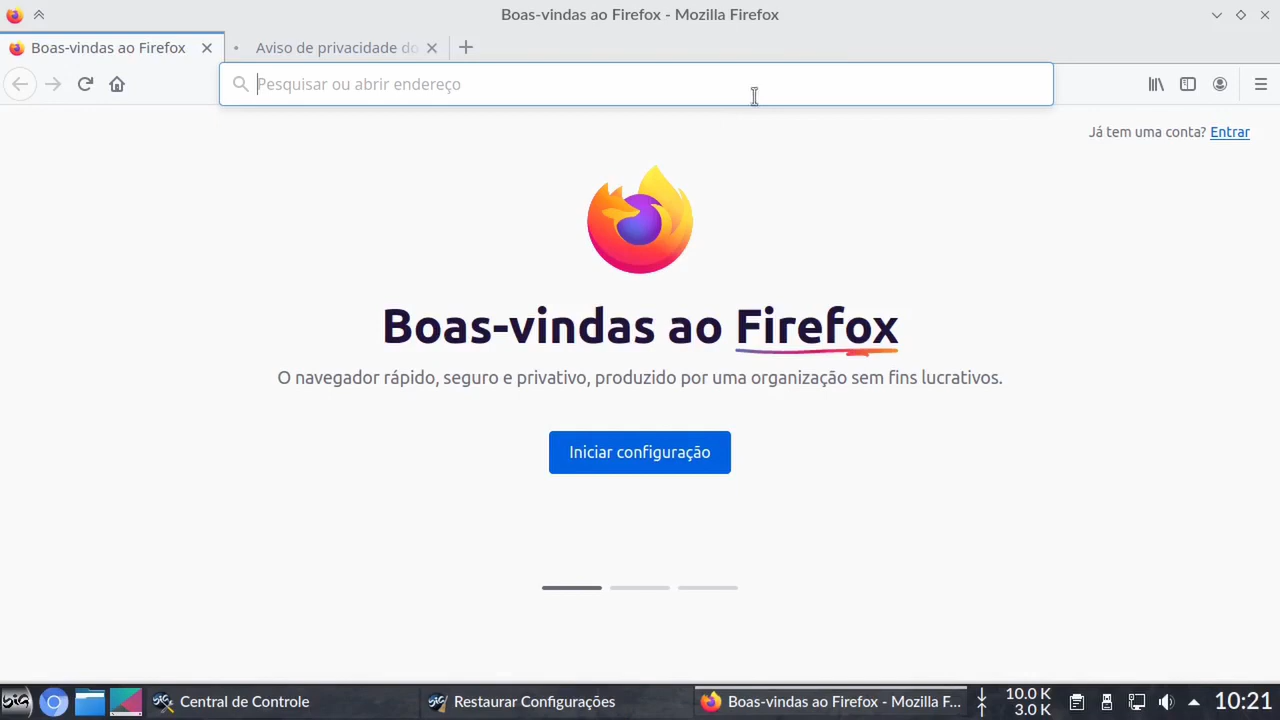 Boas-vindas ao Firefox - Mozilla Firefox
Boas-vindas ao Firefox
Aviso de privacidade do
Pesquisar ou abrir endereço
Já tem uma conta? Entrar
Boas-vindas ao Firefox
O navegador rápido, seguro e privativo, produzido por uma organização sem fins lucrativos.
Iniciar configuração
Central de Controle
Restaurar Configurações
Boas-vindas ao Firefox - Mozilla F...
10.0 K
3.0 K
10:21